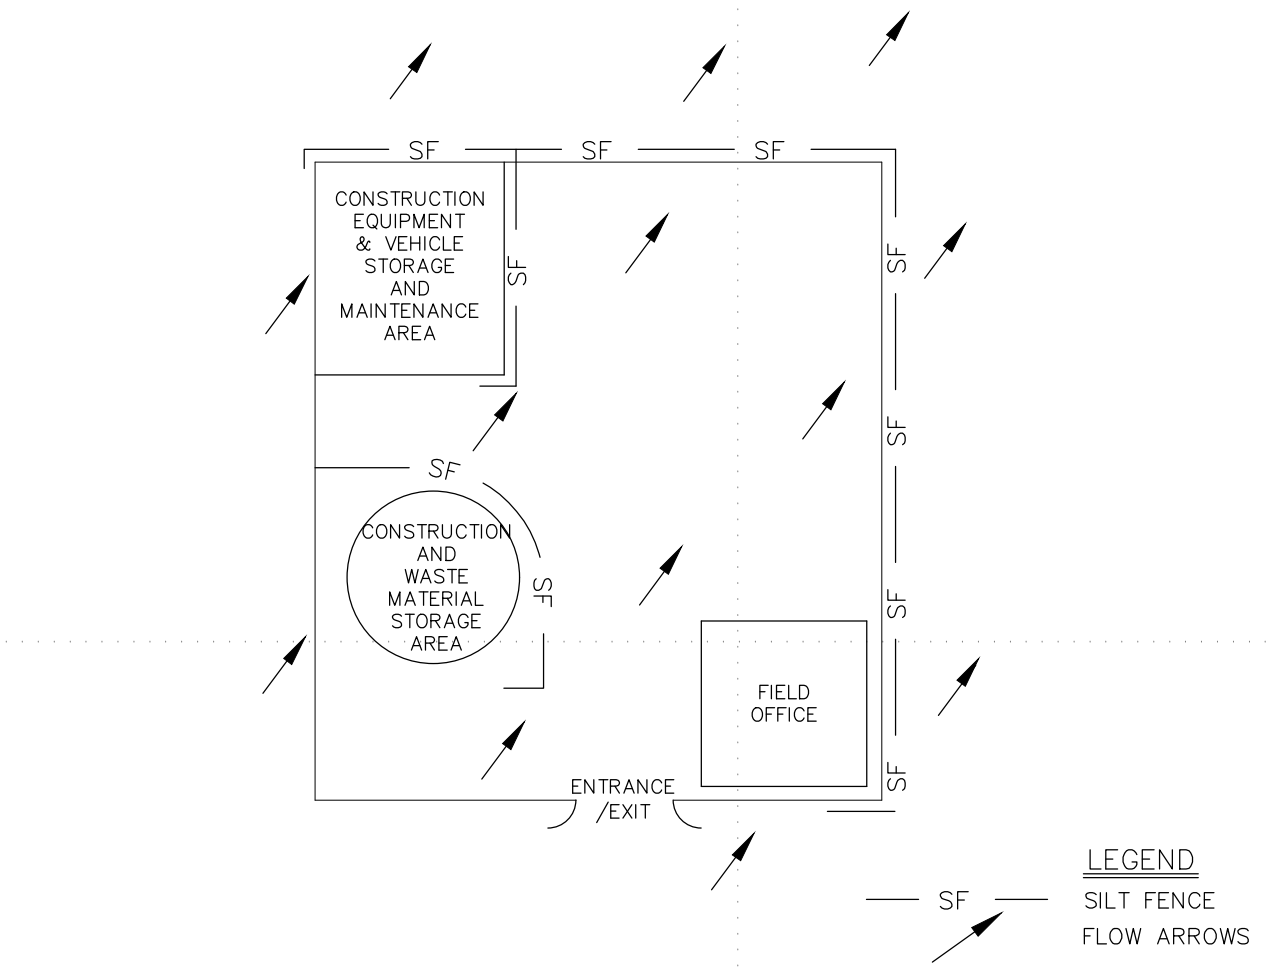 SF SF SF
CONSTRUCTION
EQUIPMENT
& VEHICLE
STORAGE
AND
MAINTENANCE
AREA
SF
SF
SF
SF
CONSTRUCTION
AND
WASTE
MATERIAL
STORAGE
AREA
SF
SF
FIELD
OFFICE
SF
ENTRANCE
/EXIT
LEGEND
SF SILT FENCE
FLOW ARROWS